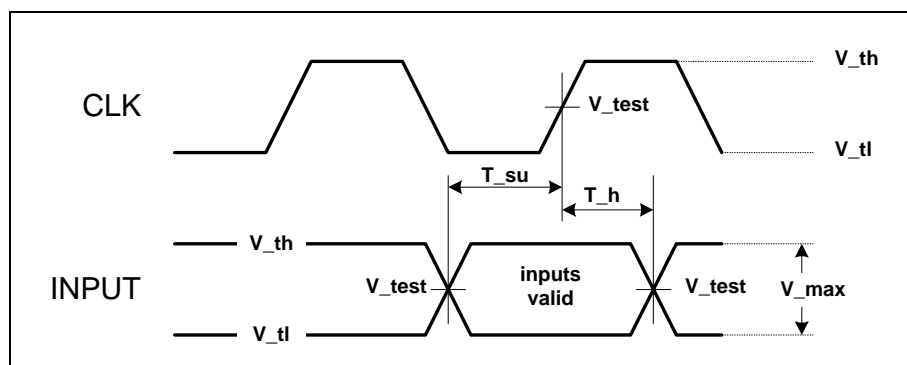 V_th
CLK
V_test
V_tl
T_su
T_h
V_th
INPUT
V_test
inputs
valid
V_test
V_max
V_tl